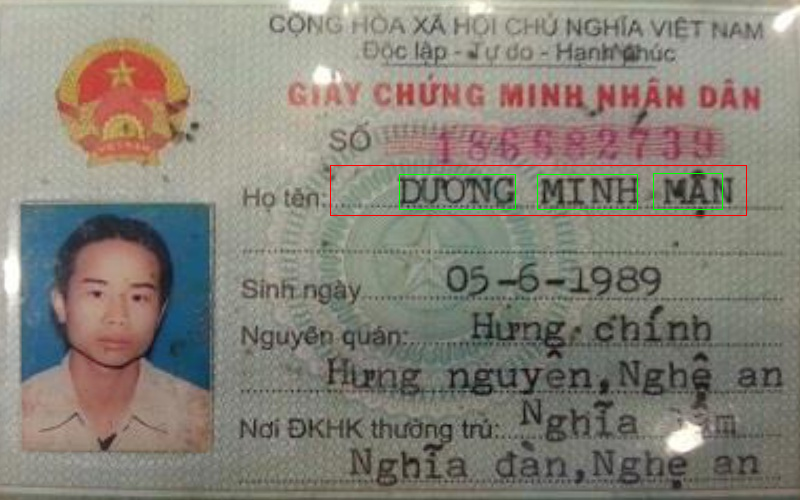 CỘNG HÒA XÃ HỘI CHỦ NGHĨA VIỆT NAM
Độc lập - Tự do - Hạnh phúc
GIẤY CHỨNG MINH NHÂN DÂN
SỐ 186682739
Họ tên: DƯƠNG MINH MẬN
Sinh ngày 05-6-1989
Nguyên quán: Hưng chính
Hưng nguyên, Nghệ an
Nơi ĐKHK thường trú: Nghĩa
Nghĩa đàn, Nghệ an